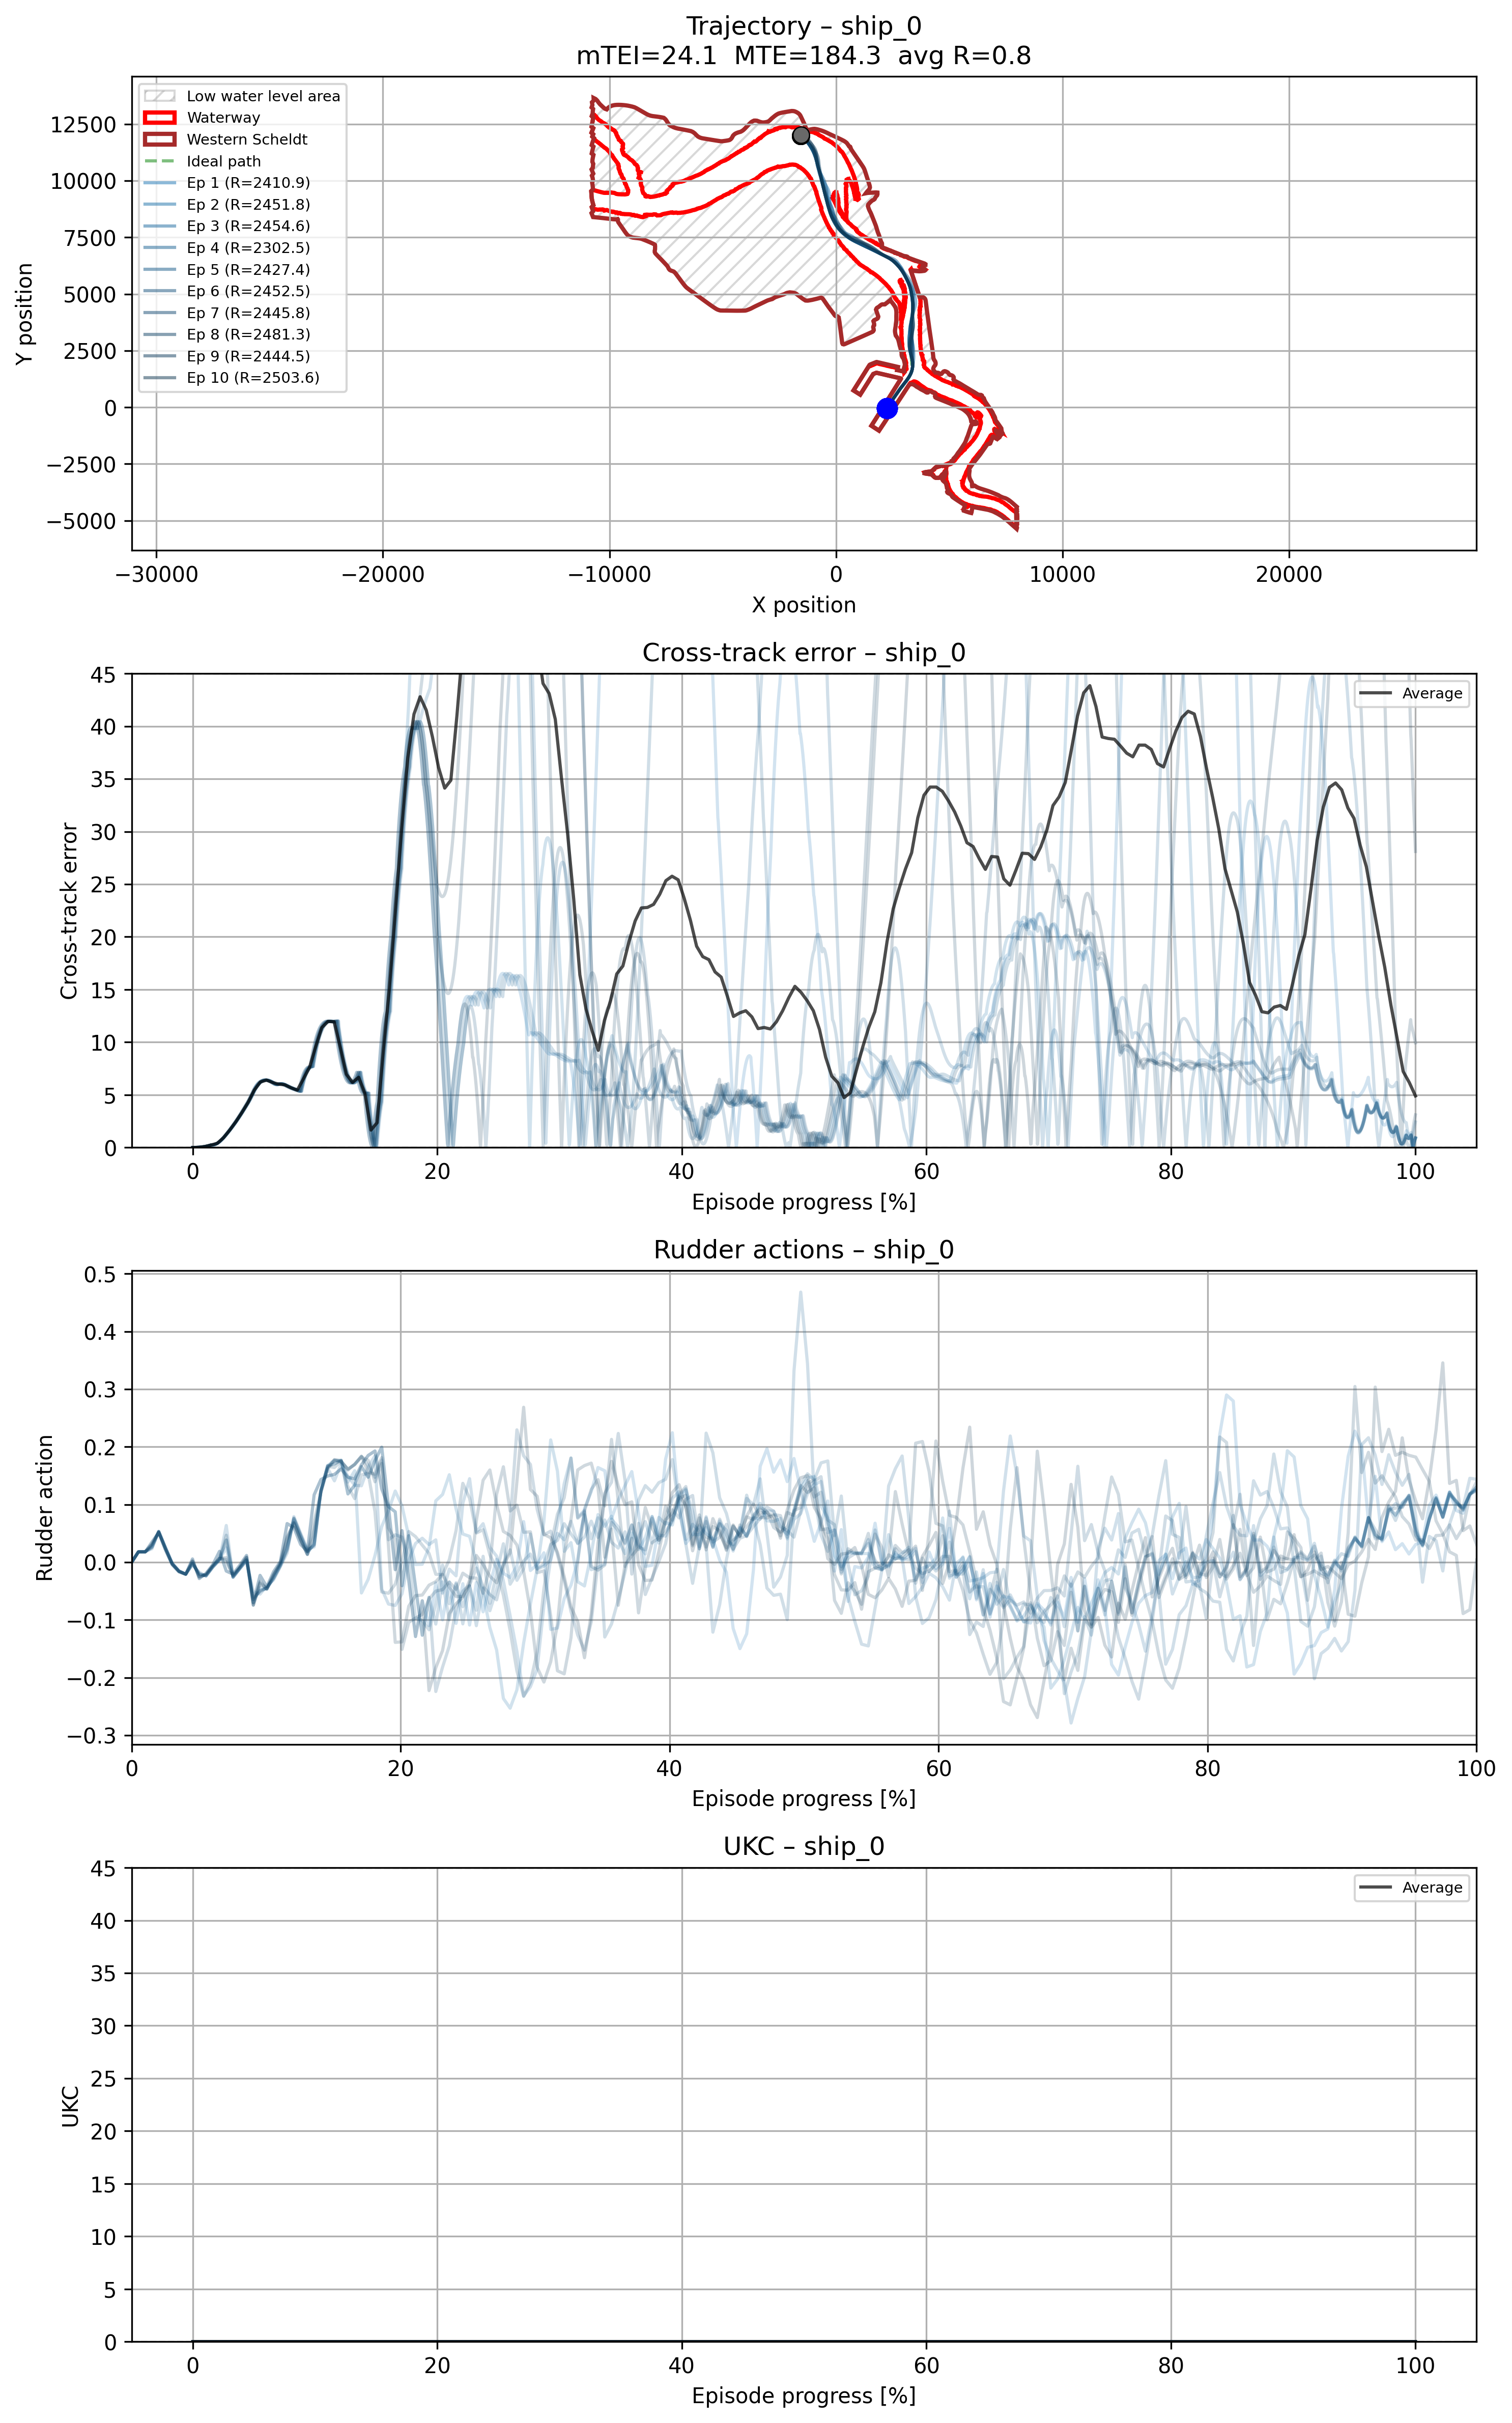 Trajectory – ship_0
mTEI=24.1 MTE=184.3 avg R=0.8
Low water level area
Waterway
Western Scheldt
Ideal path
Ep 1 (R=2410.9)
Ep 2 (R=2451.8)
Ep 3 (R=2454.6)
Ep 4 (R=2302.5)
Ep 5 (R=2427.4)
Ep 6 (R=2452.5)
Ep 7 (R=2445.8)
Ep 8 (R=2481.3)
Ep 9 (R=2444.5)
Ep 10 (R=2503.6)
Y position
12500
10000
7500
5000
2500
0
−2500
−5000
−30000 −20000 −10000 0 10000 20000
X position
Cross-track error – ship_0
Average
Cross-track error
45
40
35
30
25
20
15
10
5
0
0 20 40 60 80 100
Episode progress [%]
Rudder actions – ship_0
Rudder action
0.5
0.4
0.3
0.2
0.1
0.0
−0.1
−0.2
−0.3
0 20 40 60 80 100
Episode progress [%]
UKC – ship_0
Average
UKC
45
40
35
30
25
20
15
10
5
0
0 20 40 60 80 100
Episode progress [%]